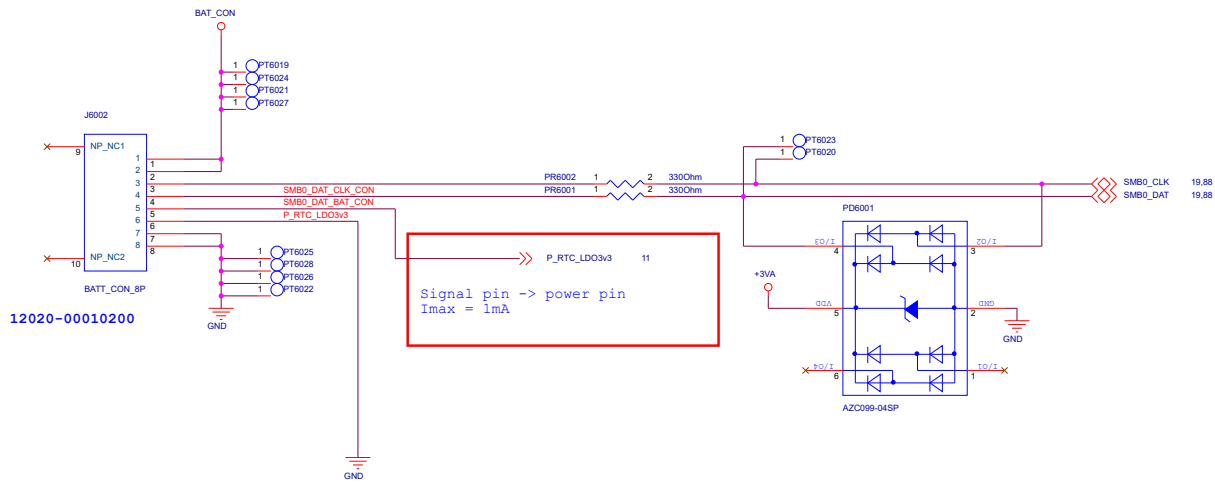 BAT_CON
1 PT6019
1 PT6024
1 PT6021
1 PT6027
J6002
NP_NC1
9
1 1
2 2
3 3
4 4
5 5
6 6
7 7
8 8
NP_NC2
10
BATT_CON_8P
12020-00010200
SMB0_DAT_CLK_CON
SMB0_DAT_BAT_CON
P_RTC_LDO3v3
PR6002 1 2 330Ohm
PR6001 1 2 330Ohm
1 PT6023
1 PT6020
SMB0_CLK 19,88
SMB0_DAT 19,88
1 PT6025
1 PT6028
1 PT6026
1 PT6022
GND
P_RTC_LDO3v3 11
Signal pin -> power pin
Imax = 1mA
GND
PD6001
I/O3
4
I/O2
3
+3VA
VDD
5
GND
2
GND
I/O4
6
I/O1
1
AZC099-04SP